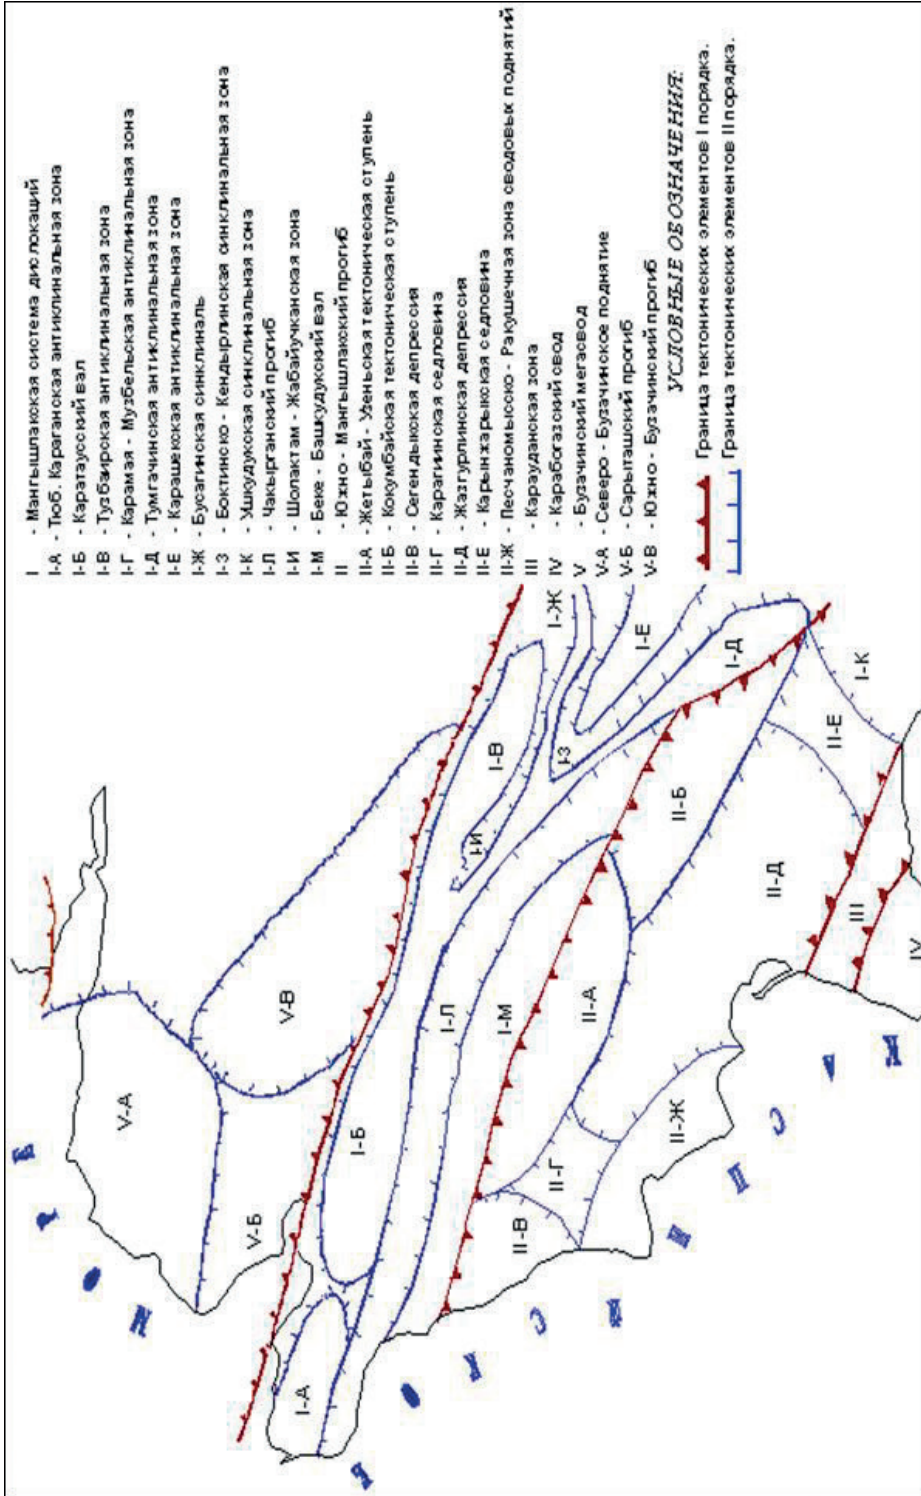 I - Мангышлакская система дислокаций
I-А - Тюб. Караганская антиклинальная зона
I-Б - Каратаусский вал
I-В - Тузбаирская антиклинальная зона
I-Г - Карамая - Музбельская антиклинальная зона
I-Д - Тумгачинская антиклинальная зона
I-Е - Карашекская антиклинальная зона
I-Ж - Бусагинская синклиналь
I-З - Боктинско - Кендырлинская синклинальная зона
I-К - Ушкудукская синклинальная зона
I-Л - Чакырганский прогиб
I-И - Шолактам - Жабайучканская зона
I-М - Беке - Башкудукский вал
II - Южно - Мангышлакский прогиб
II-А - Жетыбай - Узеньская тектоническая ступень
II-Б - Кокумбайская тектоническая ступень
II-В - Сегендыкская депрессия
II-Г - Карагиинская седловина
II-Д - Жазгурлинская депрессия
II-Е - Карынжарыкская седловина
II-Ж - Песчаномысско - Ракушечная зона сводовых поднятий
III - Карауданская зона
IV - Карабогазский свод
V - Бузачинский мегасвод
V-А - Северо - Бузачинское поднятие
V-Б - Сарыташский прогиб
V-В - Южно - Бузачинский прогиб
УСЛОВНЫЕ ОБОЗНАЧЕНИЯ:
Граница тектонических элементов I порядка.
Граница тектонических элементов II порядка.
М О Р Е
V-А
V-В
V-Б
I-Б
I-А
I-Л
I-М
I-В
I-И
I-З
I-Ж
I-Е
I-Д
I-К
II-А
II-Б
II-В
II-Г
II-Д
II-Е
II-Ж
III
IV
К А С П И Й С К О Е